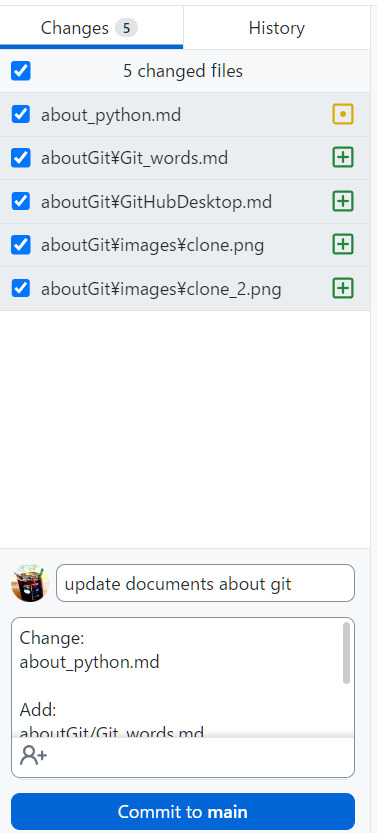 Changes 5
History
5 changed files
about_python.md
aboutGit¥Git_words.md
aboutGit¥GitHubDesktop.md
aboutGit¥images¥clone.png
aboutGit¥images¥clone_2.png
update documents about git
Change:
about_python.md
Add:
aboutGit/Git_words.md
Commit to main